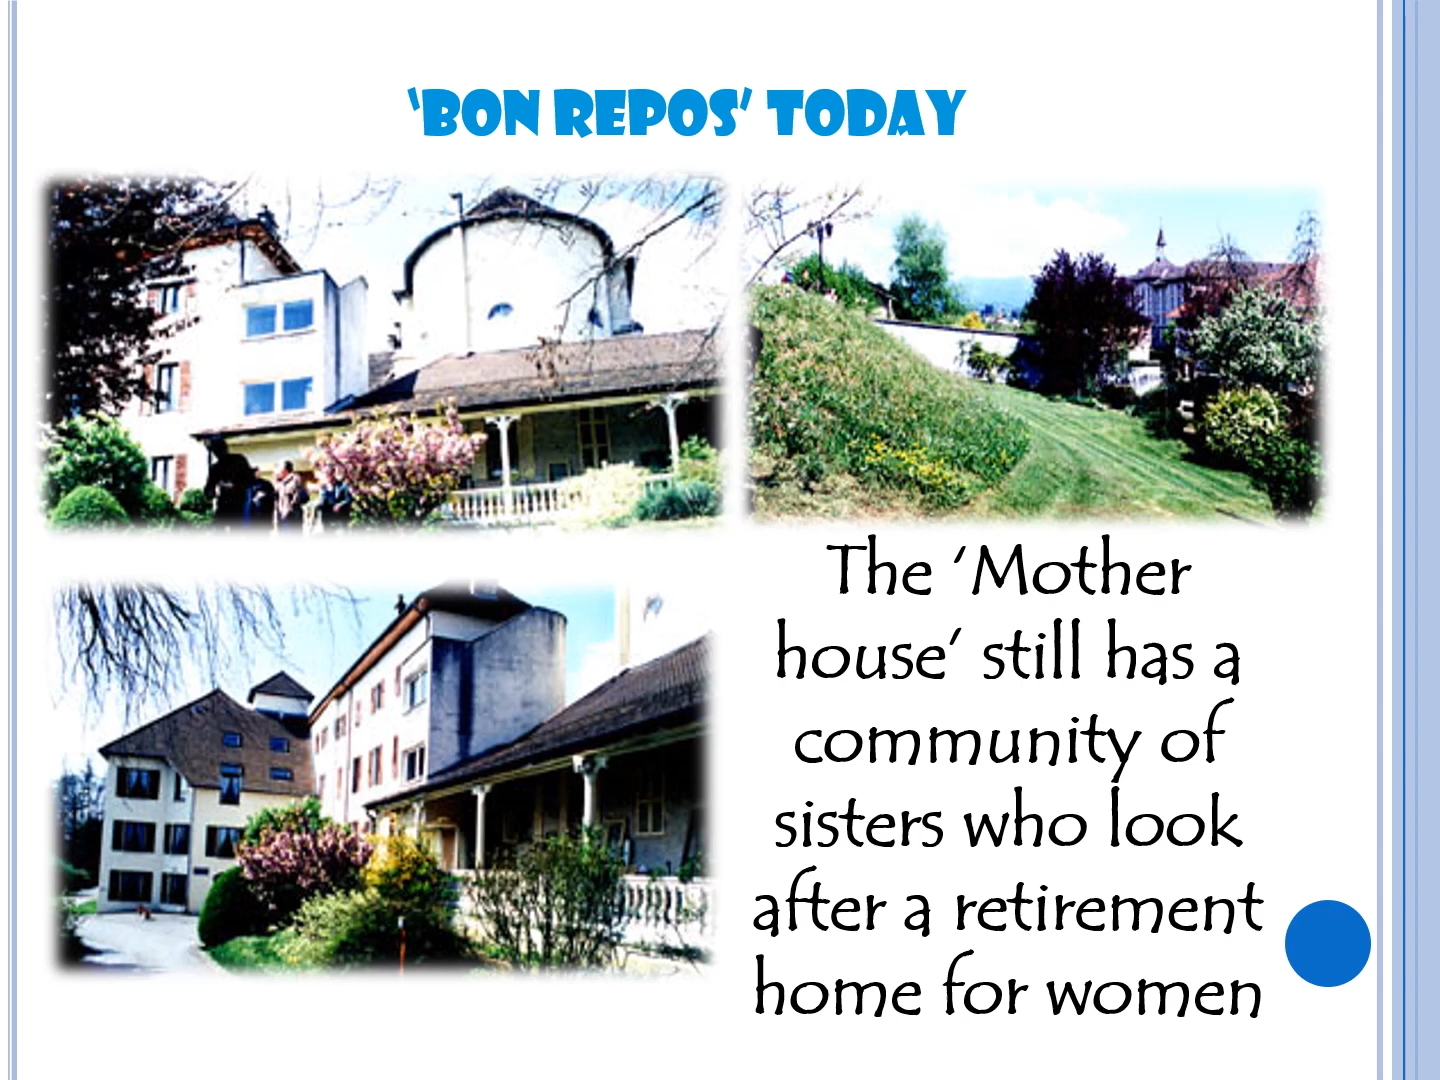 ‘BON REPOS’ TODAY
The ‘Mother
house’ still has a
community of
sisters who look
after a retirement
home for women